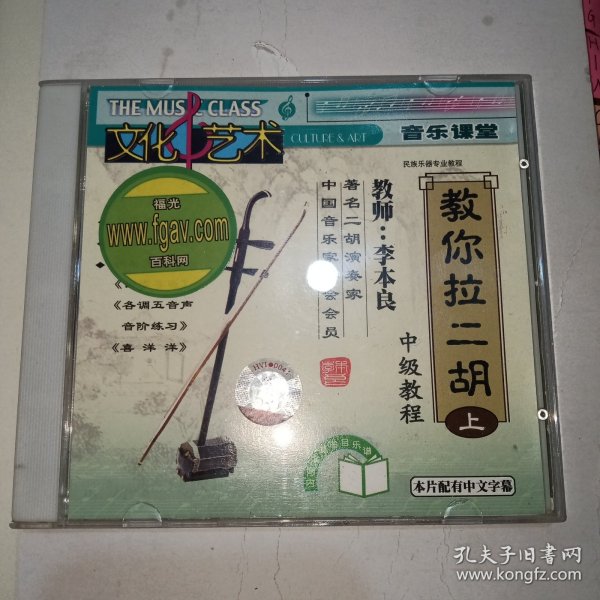 THE MUSIC CLASS
文化艺术
CULTURE & ART
音乐课堂
民族乐器专业教程
教你拉二胡
上
中级教程
教师：李本良
著名二胡演奏家
中国音乐家
会会员
福光
www.fgav.com
百科网
《各调五音声
音阶练习》
《喜洋洋》
本片配有中文字幕
孔夫子旧书网
www.kongfz.com